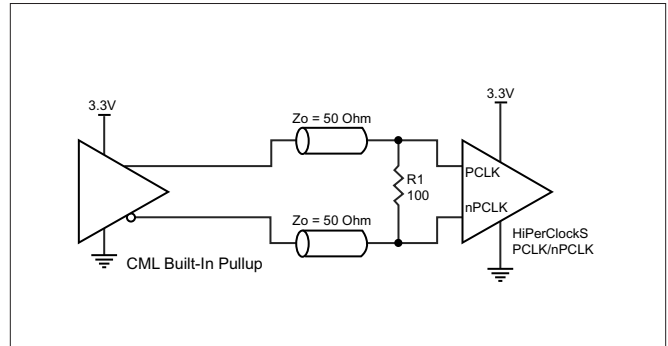 3.3V
3.3V
Zo = 50 Ohm
PCLK
R1
100
nPCLK
Zo = 50 Ohm
HiPerClockS
PCLK/nPCLK
CML Built-In Pullup